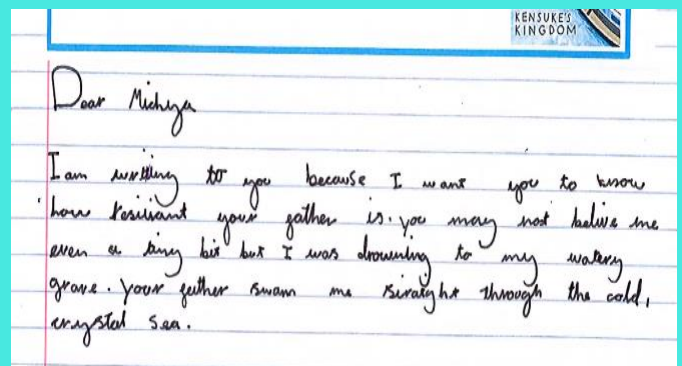 KENSUKE'S
KINGDOM
Dear Michiya
I am writting to you because I want you to know
how resiliant your gather is. you may not belive me
even a tiny bit but I was drowning to my watery
grave. your father swam me straight through the cold,
crystal sea.